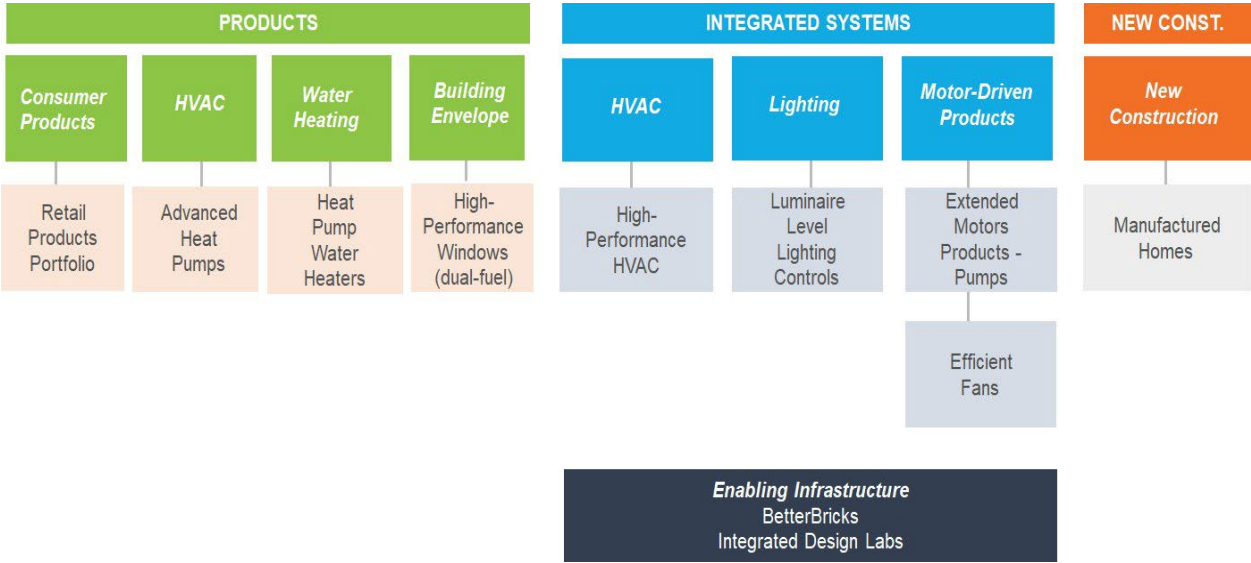 PRODUCTS
INTEGRATED SYSTEMS
NEW CONST.
Consumer
Products
HVAC
Water
Heating
Building
Envelope
HVAC
Lighting
Motor-Driven
Products
New
Construction
Retail
Products
Portfolio
Advanced
Heat
Pumps
Heat
Pump
Water
Heaters
High-
Performance
Windows
(dual-fuel)
High-
Performance
HVAC
Luminaire
Level
Lighting
Controls
Extended
Motors
Products -
Pumps
Manufactured
Homes
Efficient
Fans
Enabling Infrastructure
BetterBricks
Integrated Design Labs